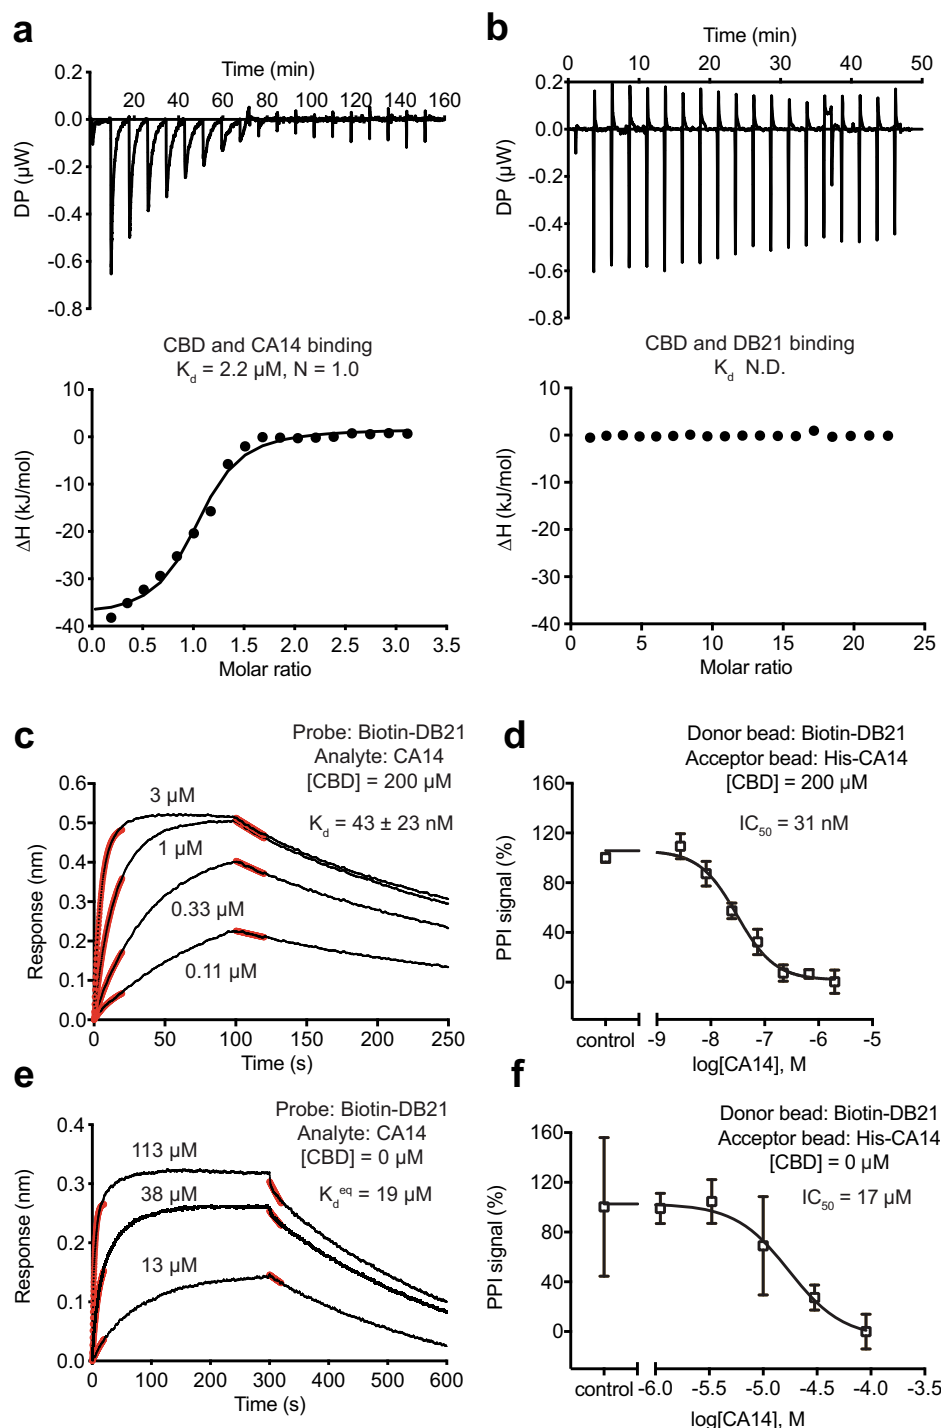 a
Time (min)
20 40 60 80 100 120 140 160
0.2
0.0
-0.2
-0.4
-0.6
-0.8
DP (µW)
CBD and CA14 binding
Kd = 2.2 µM, N = 1.0
10
0
-10
-20
-30
-40
ΔH (kJ/mol)
0.0 0.5 1.0 1.5 2.0 2.5 3.0 3.5
Molar ratio
b
Time (min)
0 10 20 30 40 50
0.2
0.0
-0.2
-0.4
-0.6
-0.8
DP (µW)
CBD and DB21 binding
Kd N.D.
10
0
-10
-20
-30
-40
ΔH (kJ/mol)
0 5 10 15 20 25
Molar ratio
c
Probe: Biotin-DB21
Analyte: CA14
[CBD] = 200 µM
Kd = 43 ± 23 nM
0.6
0.5
0.4
0.3
0.2
0.1
0.0
Response (nm)
3 µM
1 µM
0.33 µM
0.11 µM
0 50 100 150 200 250
Time (s)
d
Donor bead: Biotin-DB21
Acceptor bead: His-CA14
[CBD] = 200 µM
IC50 = 31 nM
160
120
80
40
0
PPI signal (%)
control -9 -8 -7 -6 -5
log[CA14], M
e
Probe: Biotin-DB21
Analyte: CA14
[CBD] = 0 µM
Kd eq = 19 µM
0.4
0.3
0.2
0.1
0.0
Response (nm)
113 µM
38 µM
13 µM
0 100 200 300 400 500 600
Time (s)
f
Donor bead: Biotin-DB21
Acceptor bead: His-CA14
[CBD] = 0 µM
IC50 = 17 µM
160
120
80
40
0
PPI signal (%)
control -6.0 -5.5 -5.0 -4.5 -4.0 -3.5
log[CA14], M